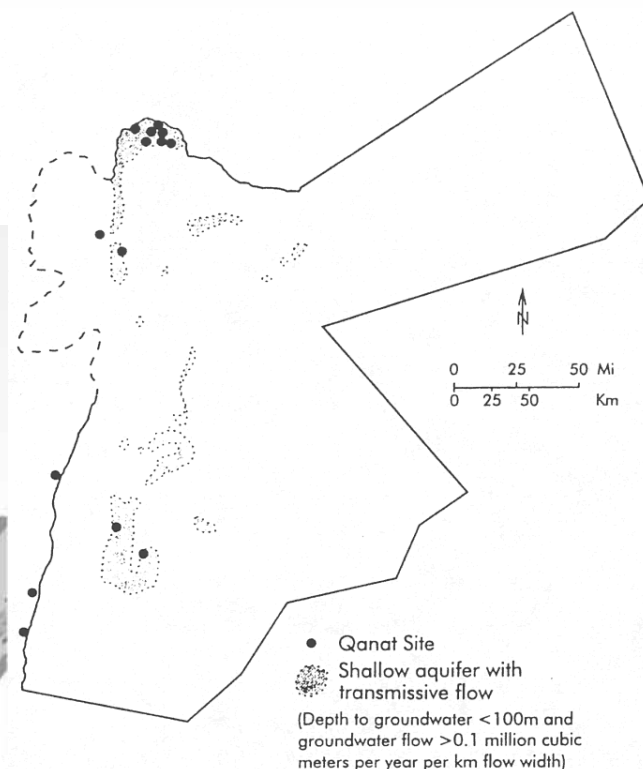 N
0 25 50 Mi
0 25 50 Km
Qanat Site
Shallow aquifer with
transmissive flow
(Depth to groundwater <100m and
groundwater flow >0.1 million cubic
meters per year per km flow width)